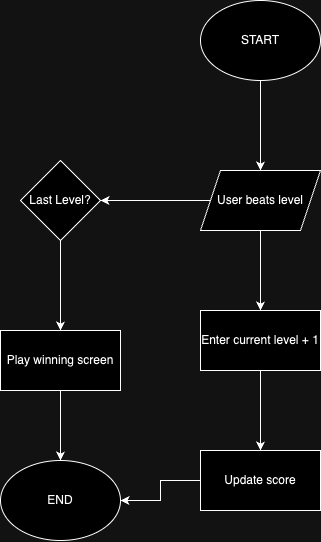 START
Last Level?
User beats level
Play winning screen
Enter current level + 1
END
Update score